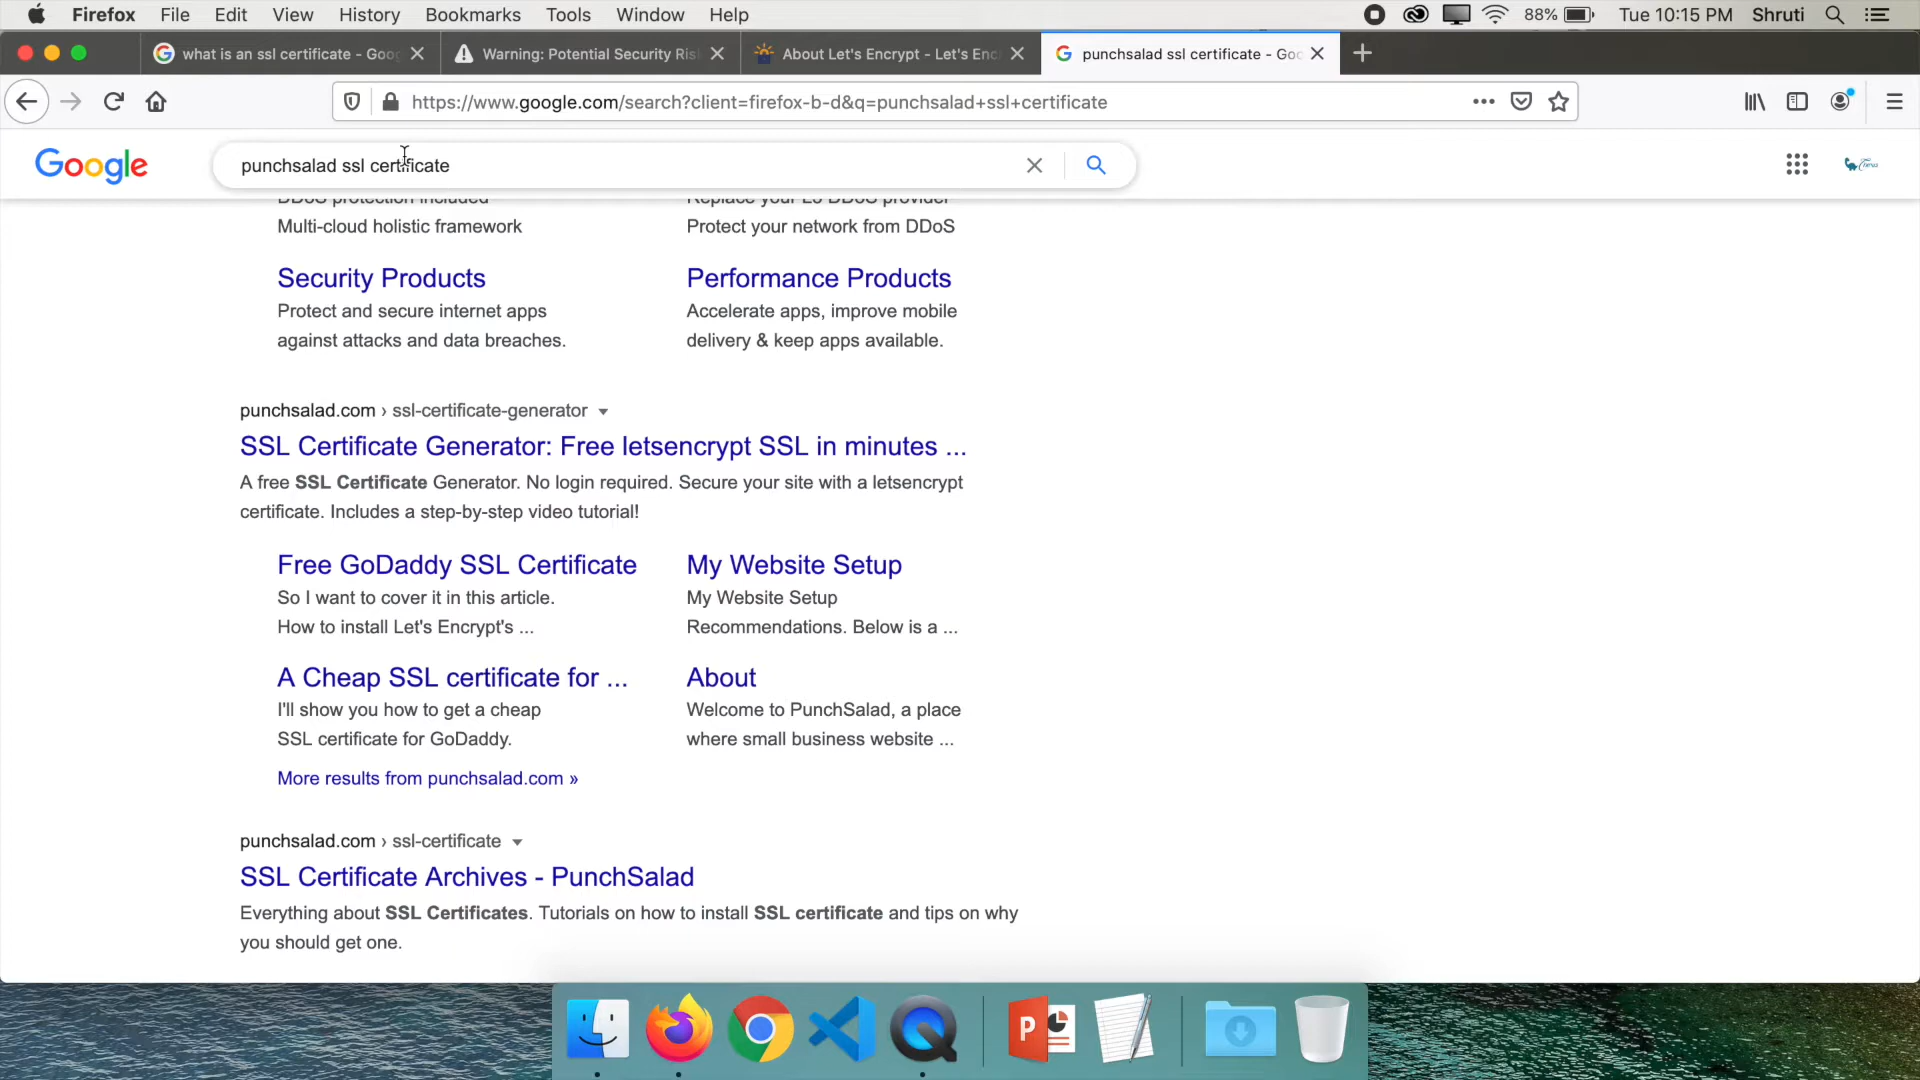 Firefox File Edit View History Bookmarks Tools Window Help 88% Tue 10:15 PM Shruti
what is an ssl certificate - Goog Warning: Potential Security Ris About Let's Encrypt - Let's Enc punchsalad ssl certificate - Goo
https://www.google.com/search?client=firefox-b-d&q=punchsalad+ssl+certificate
Google punchsalad ssl certificate
DDoS protection included Replace your L3 DDoS provider
Multi-cloud holistic framework Protect your network from DDoS
Security Products Performance Products
Protect and secure internet apps Accelerate apps, improve mobile
against attacks and data breaches. delivery & keep apps available.
punchsalad.com › ssl-certificate-generator
SSL Certificate Generator: Free letsencrypt SSL in minutes ...
A free SSL Certificate Generator. No login required. Secure your site with a letsencrypt
certificate. Includes a step-by-step video tutorial!
Free GoDaddy SSL Certificate My Website Setup
So I want to cover it in this article. My Website Setup
How to install Let's Encrypt's ... Recommendations. Below is a ...
A Cheap SSL certificate for ... About
I'll show you how to get a cheap Welcome to PunchSalad, a place
SSL certificate for GoDaddy. where small business website ...
More results from punchsalad.com »
punchsalad.com › ssl-certificate
SSL Certificate Archives - PunchSalad
Everything about SSL Certificates. Tutorials on how to install SSL certificate and tips on why
you should get one.